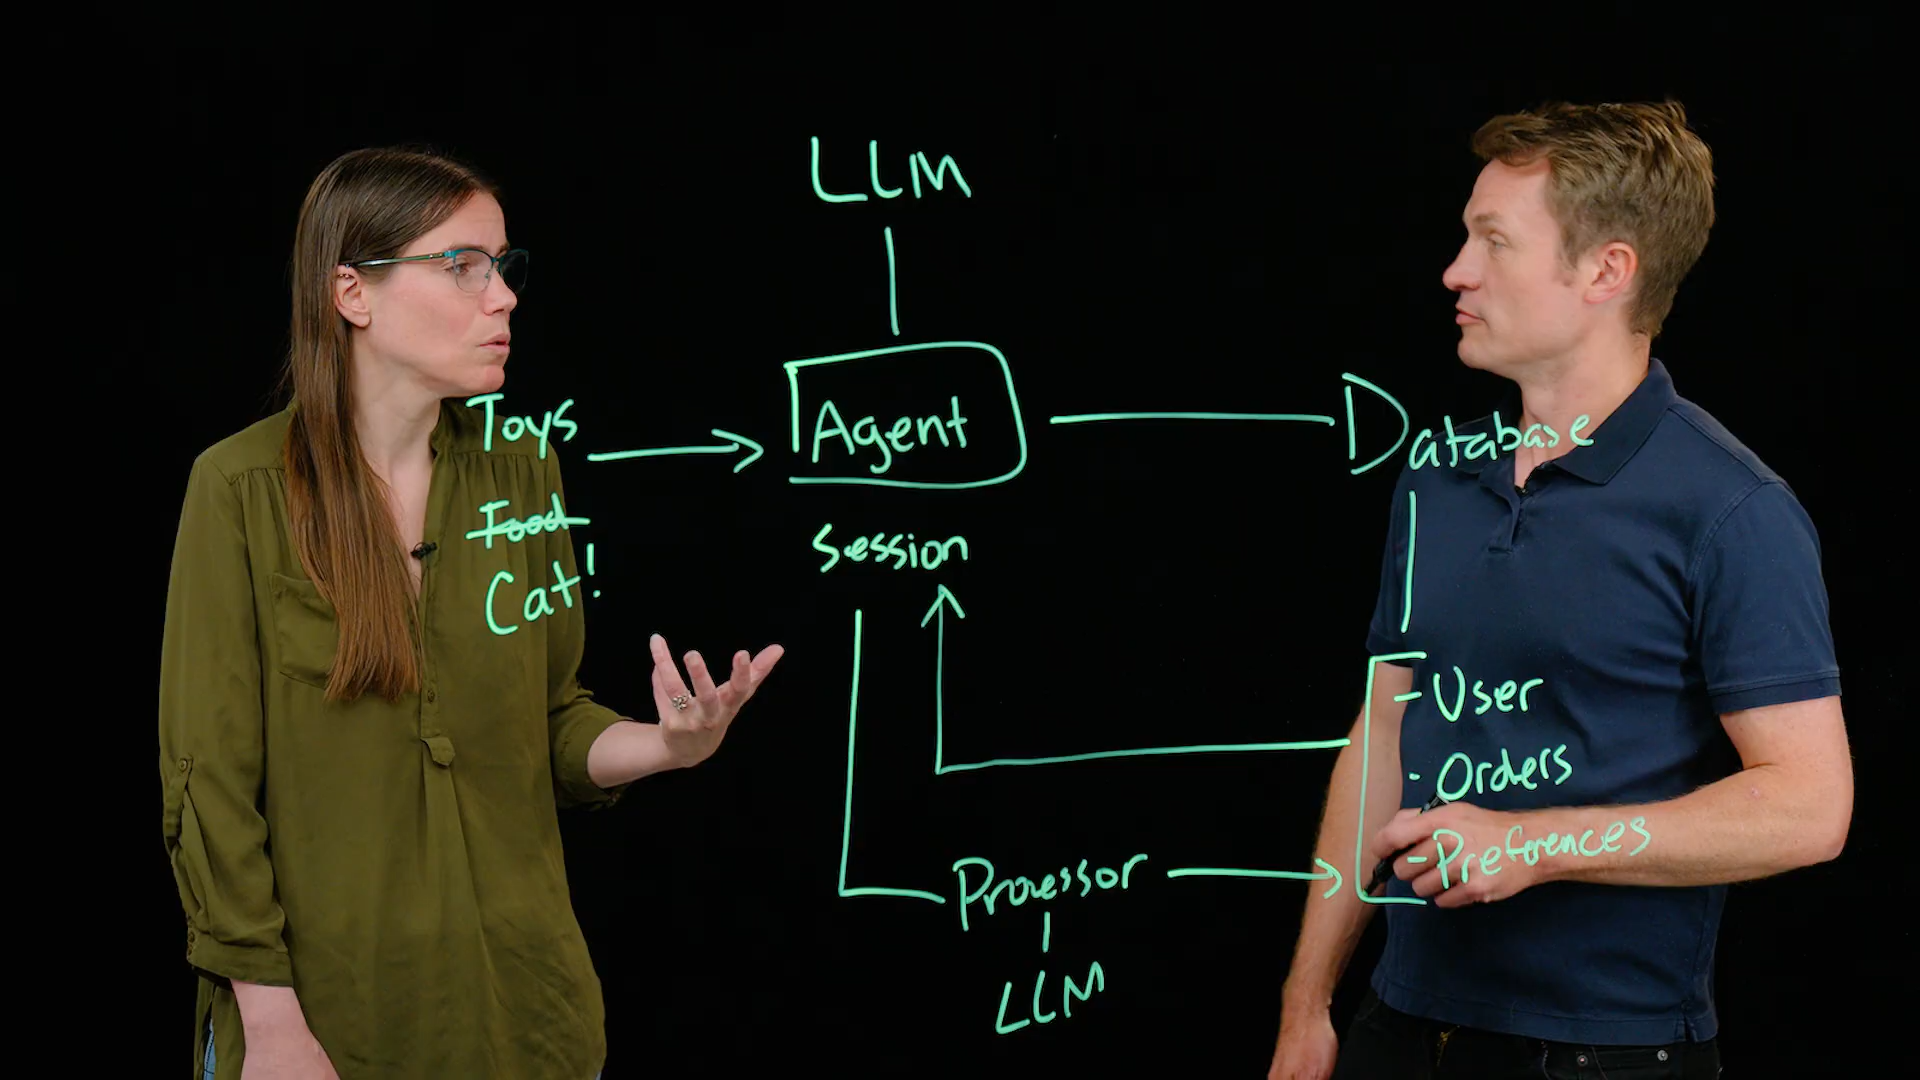 LLM
Toys
Agent
Database
Food
Session
Cat!
- User
- Orders
- Preferences
Processor
LLM